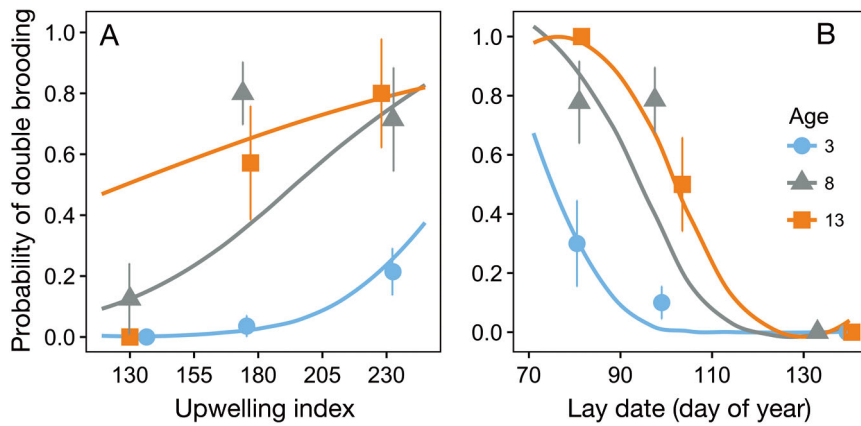 Probability of double brooding
A
1.0
0.8
0.6
0.4
0.2
0.0
130 155 180 205 230
Upwelling index
B
1.0
0.8
0.6
0.4
0.2
0.0
70 90 110 130
Lay date (day of year)
Age
3
8
13